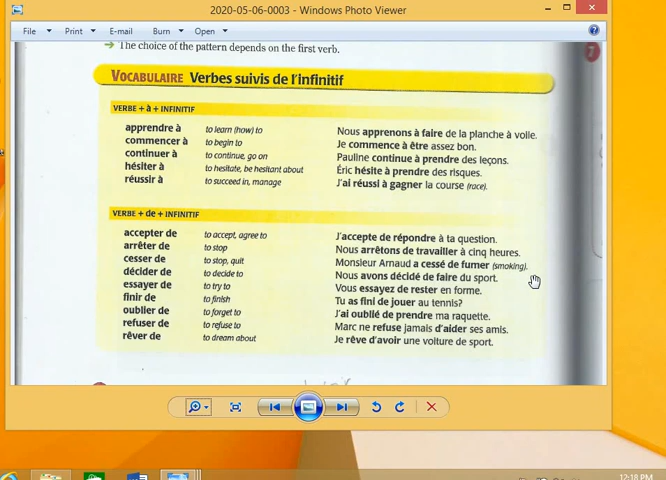 2020-05-06-0003 - Windows Photo Viewer
File Print E-mail Burn Open
→ The choice of the pattern depends on the first verb.
7
VOCABULAIRE Verbes suivis de l'infinitif
VERBE + à + INFINITIF
apprendre à to learn (how) to Nous apprenons à faire de la planche à voile.
commencer à to begin to Je commence à être assez bon.
continuer à to continue, go on Pauline continue à prendre des leçons.
hésiter à to hesitate, be hesitant about Éric hésite à prendre des risques.
réussir à to succeed in, manage J'ai réussi à gagner la course (race).
VERBE + de + INFINITIF
accepter de to accept, agree to J'accepte de répondre à ta question.
arrêter de to stop Nous arrêtons de travailler à cinq heures.
cesser de to stop, quit Monsieur Arnaud a cessé de fumer (smoking).
décider de to decide to Nous avons décidé de faire du sport.
essayer de to try to Vous essayez de rester en forme.
finir de to finish Tu as fini de jouer au tennis?
oublier de to forget to J'ai oublié de prendre ma raquette.
refuser de to refuse to Marc ne refuse jamais d'aider ses amis.
rêver de to dream about Je rêve d'avoir une voiture de sport.
12:18 PM